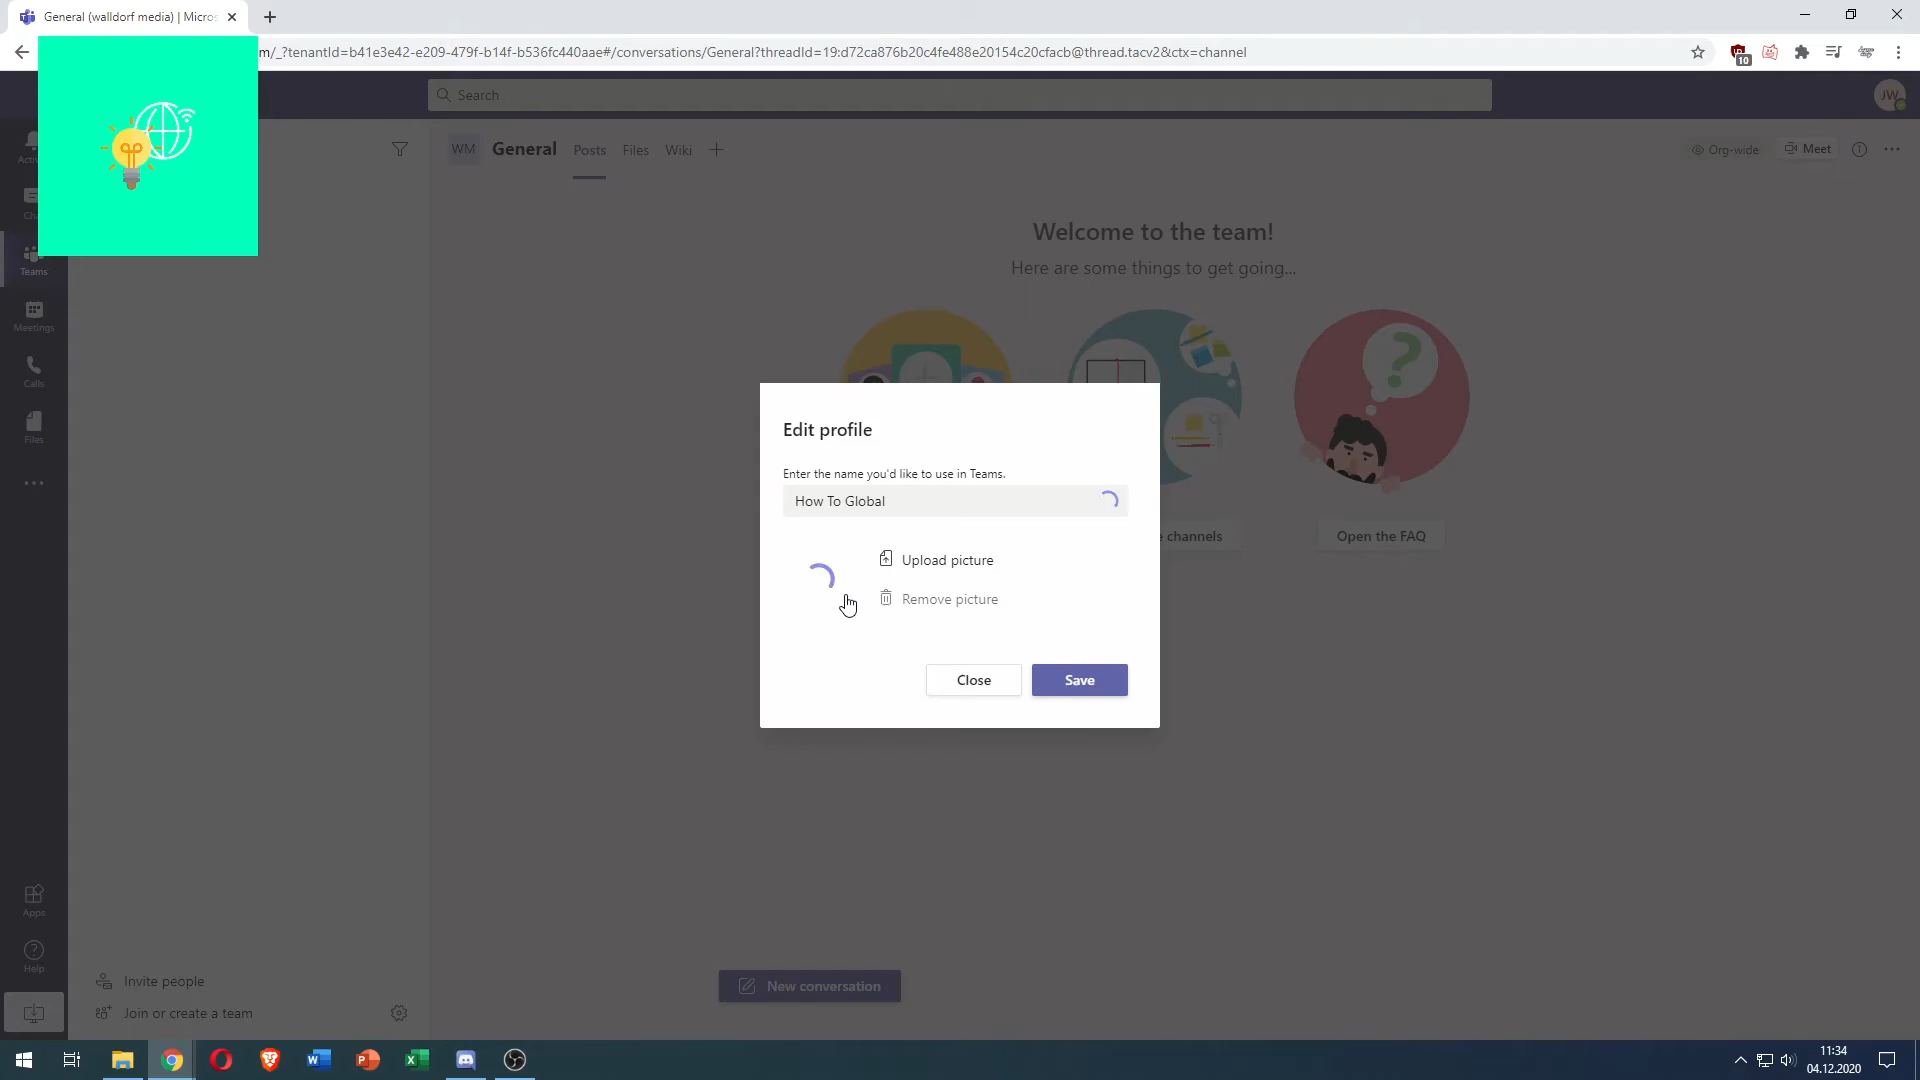 General (walldorf media) | Micros
m/_?tenantId=b41e3e42-e209-479f-b14f-b536fc440aae#/conversations/General?threadId=19:d72ca876b20c4fe488e20154c20cfacb@thread.tacv2&ctx=channel
10
Search
JW
WM
General
Posts
Files
Wiki
Org-wide
Meet
Teams
Meetings
Calls
Files
Welcome to the team!
Here are some things to get going...
channels
Open the FAQ
Edit profile
Enter the name you'd like to use in Teams.
How To Global
Upload picture
Remove picture
Close
Save
Apps
Help
Invite people
Join or create a team
New conversation
11:34
04.12.2020